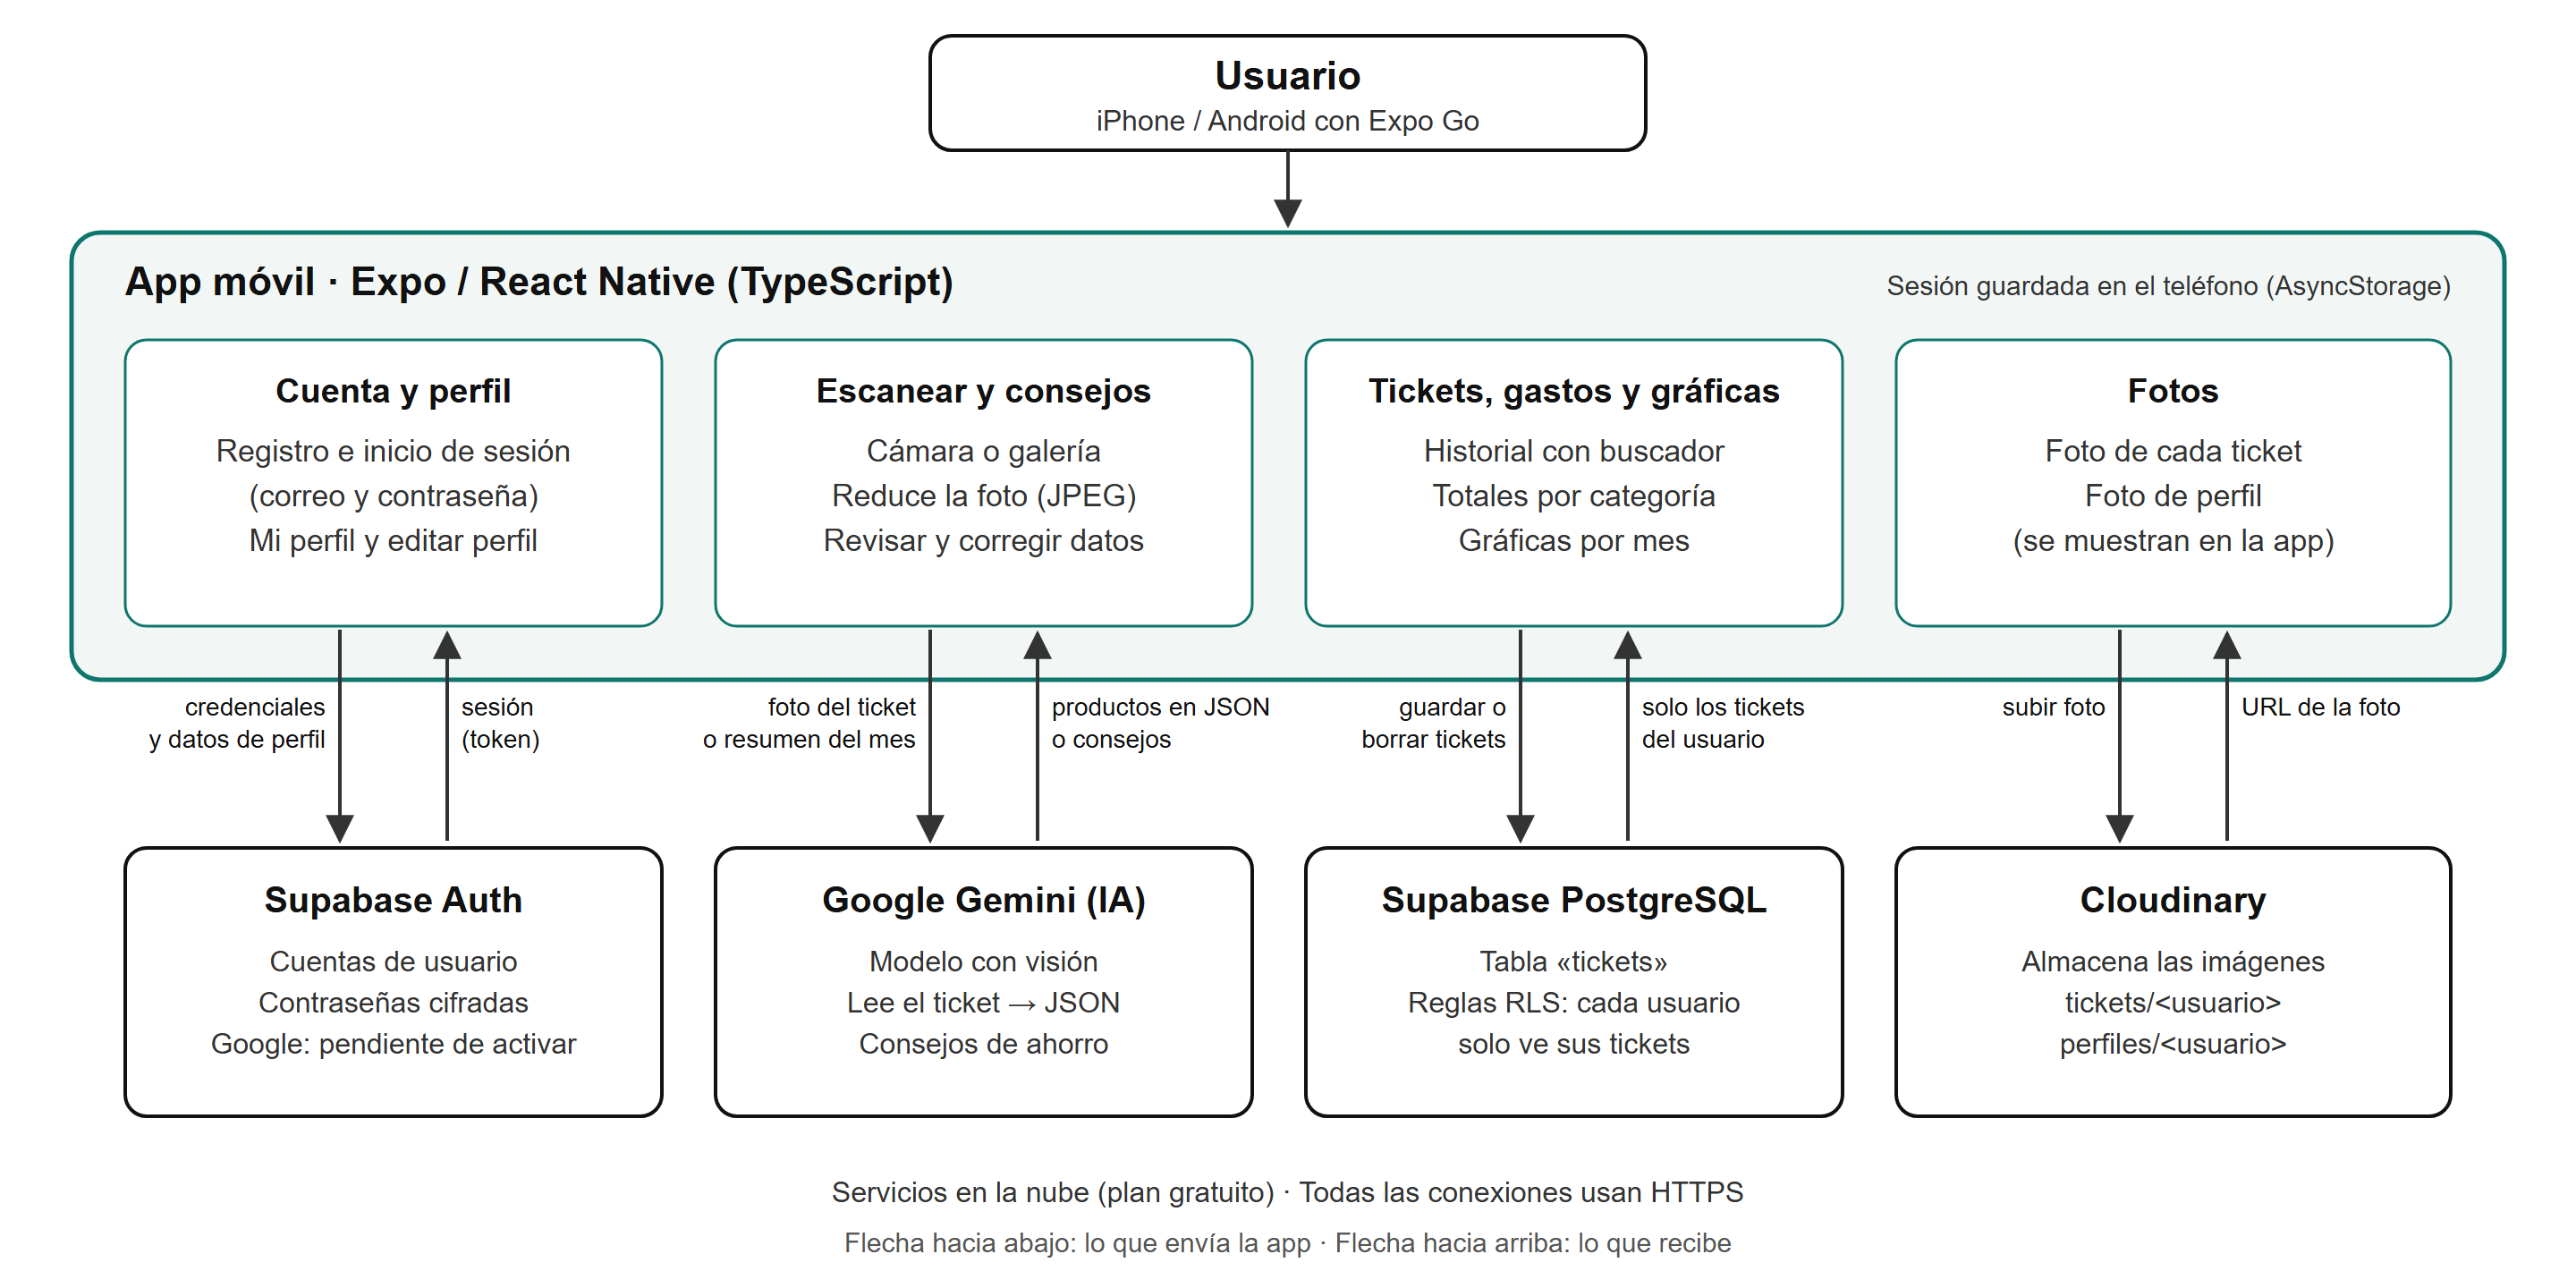 Usuario
iPhone / Android con Expo Go
App móvil · Expo / React Native (TypeScript)
Sesión guardada en el teléfono (AsyncStorage)
Cuenta y perfil
Registro e inicio de sesión
(correo y contraseña)
Mi perfil y editar perfil
Escanear y consejos
Cámara o galería
Reduce la foto (JPEG)
Revisar y corregir datos
Tickets, gastos y gráficas
Historial con buscador
Totales por categoría
Gráficas por mes
Fotos
Foto de cada ticket
Foto de perfil
(se muestran en la app)
credenciales
y datos de perfil
sesión
(token)
foto del ticket
o resumen del mes
productos en JSON
o consejos
guardar o
borrar tickets
solo los tickets
del usuario
subir foto
URL de la foto
Supabase Auth
Cuentas de usuario
Contraseñas cifradas
Google: pendiente de activar
Google Gemini (IA)
Modelo con visión
Lee el ticket → JSON
Consejos de ahorro
Supabase PostgreSQL
Tabla «tickets»
Reglas RLS: cada usuario
solo ve sus tickets
Cloudinary
Almacena las imágenes
tickets/<usuario>
perfiles/<usuario>
Servicios en la nube (plan gratuito) · Todas las conexiones usan HTTPS
Flecha hacia abajo: lo que envía la app · Flecha hacia arriba: lo que recibe